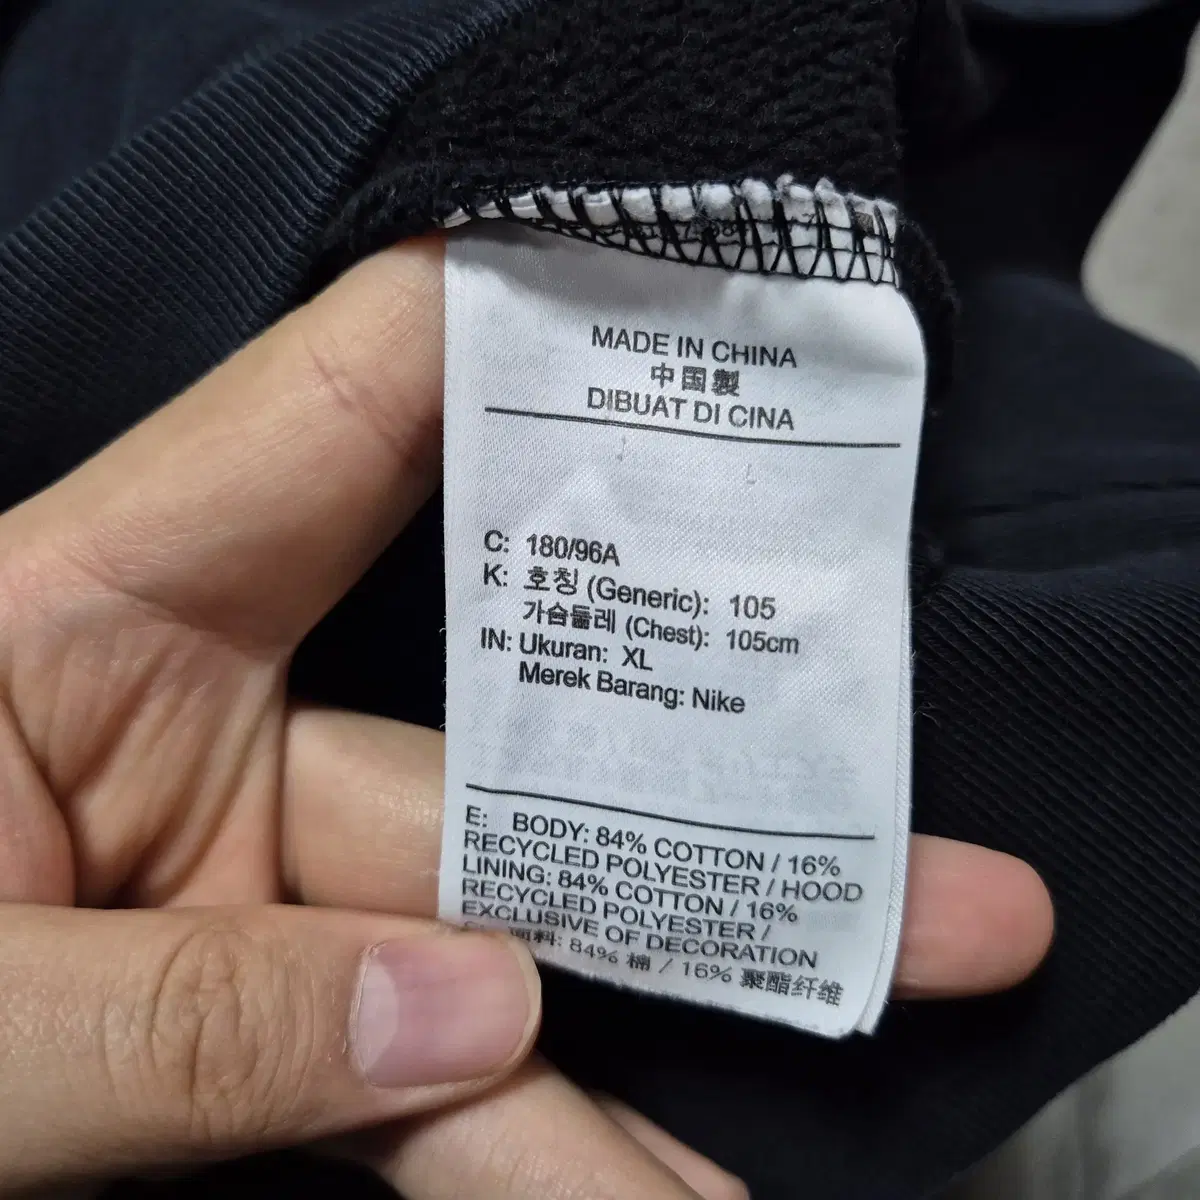 MADE IN CHINA
中国製
DIBUAT DI CINA
C: 180/96A
K: 호칭 (Generic): 105
가슴둘레 (Chest): 105cm
IN: Ukuran: XL
Merek Barang: Nike
E: BODY: 84% COTTON / 16%
RECYCLED POLYESTER / HOOD
LINING: 84% COTTON / 16%
RECYCLED POLYESTER /
EXCLUSIVE OF DECORATION
面料: 84% 棉 / 16% 聚酯纤维